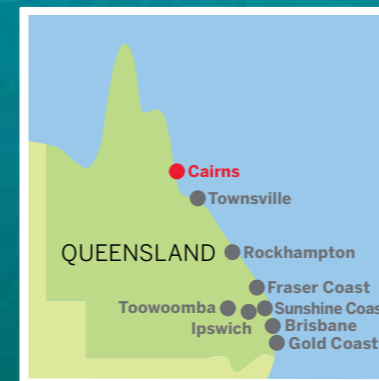 Cairns
Townsville
QUEENSLAND
Rockhampton
Fraser Coast
Toowoomba
Sunshine Coas
Ipswich
Brisbane
Gold Coast